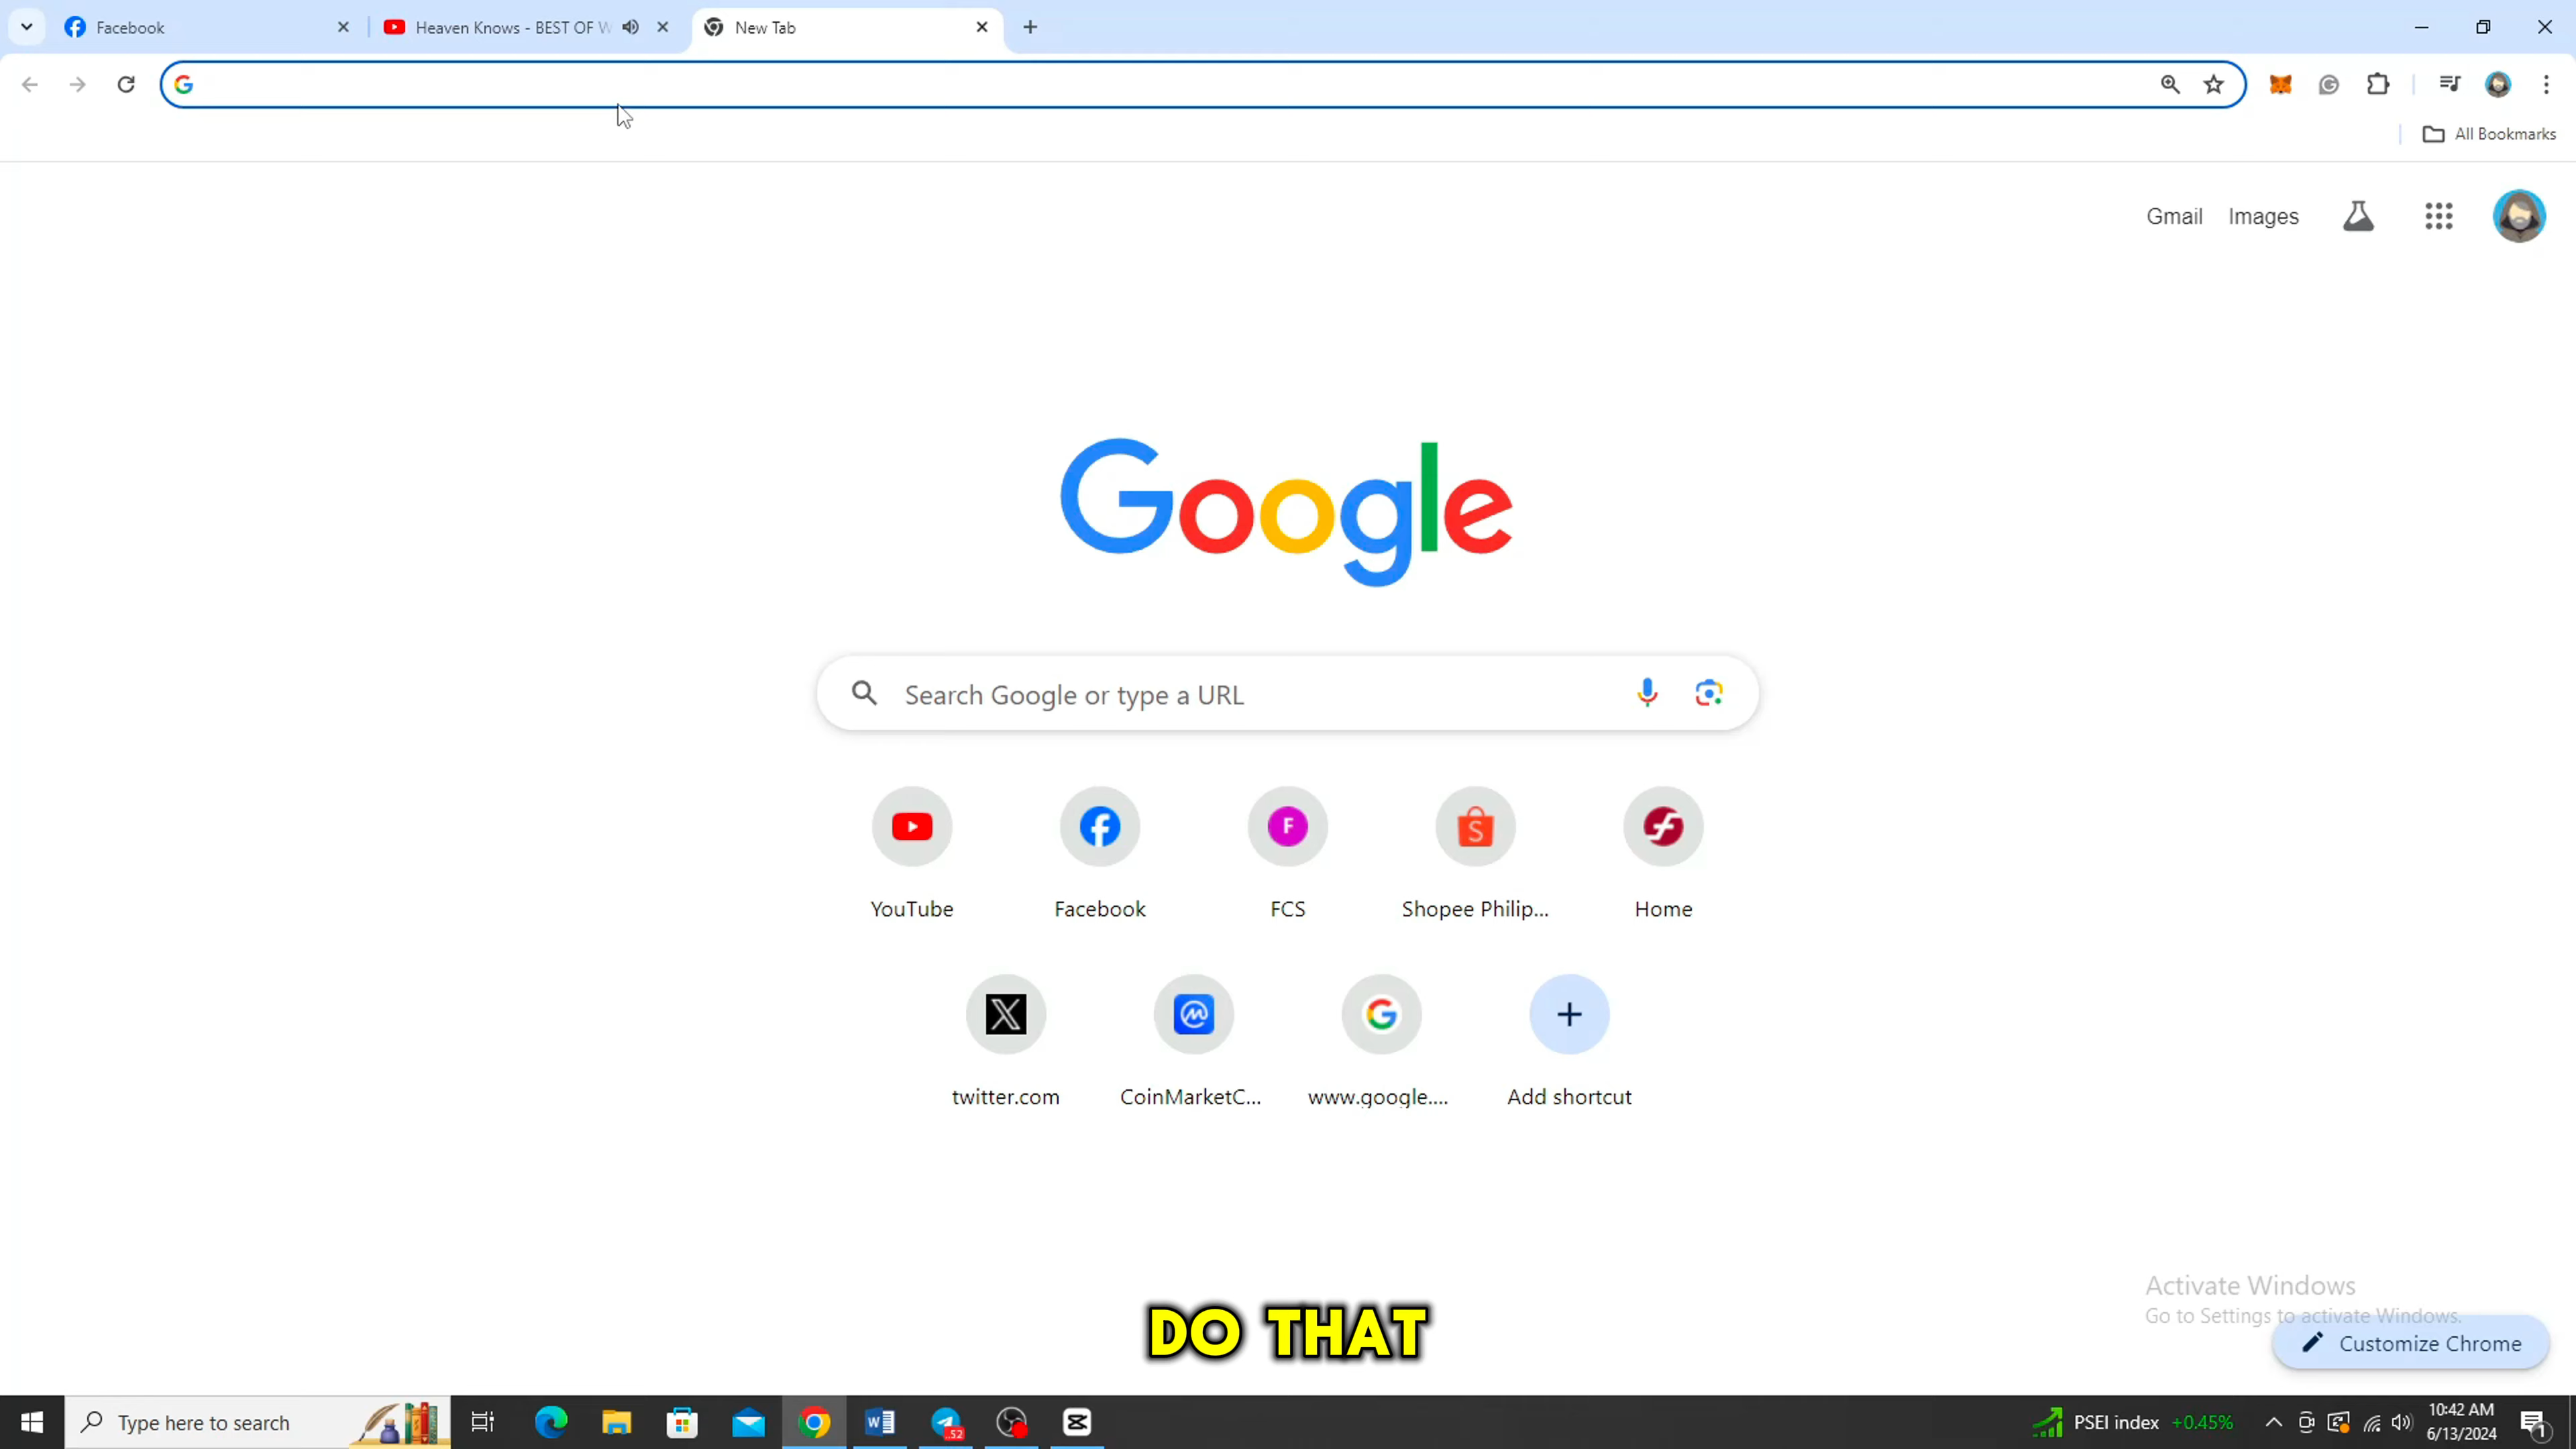 Facebook
Heaven Knows - BEST OF W
New Tab
All Bookmarks
Gmail
Images
Google
Search Google or type a URL
YouTube
Facebook
F
FCS
Shopee Philip...
Home
twitter.com
CoinMarketC...
www.google....
Add shortcut
Activate Windows
Go to Settings to activate Windows.
Customize Chrome
DO THAT
Type here to search
52
PSEI index +0.45%
10:42 AM
6/13/2024
1